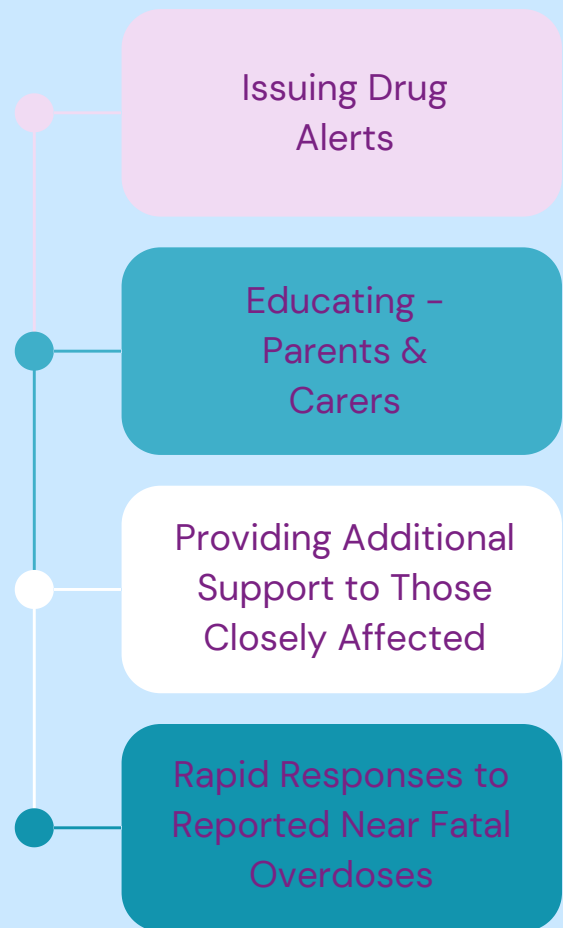 Issuing Drug
Alerts
Educating -
Parents &
Carers
Providing Additional
Support to Those
Closely Affected
Rapid Responses to
Reported Near Fatal
Overdoses